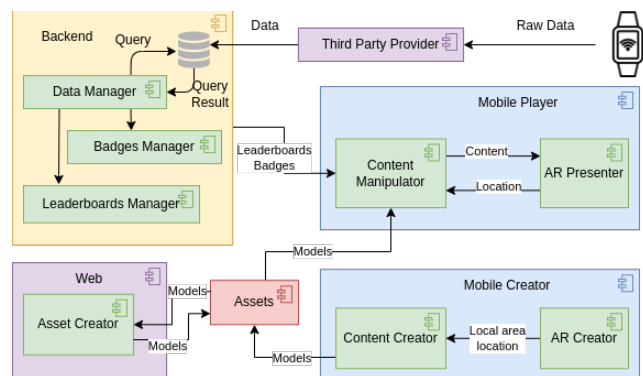 Backend
Query
Data
Third Party Provider
Raw Data
Data Manager
Query
Result
Badges Manager
Leaderboards Manager
Leaderboards
Badges
Mobile Player
Content
Manipulator
Content
Location
AR Presenter
Models
Web
Asset Creator
Models
Models
Assets
Models
Mobile Creator
Content Creator
Local area
location
AR Creator